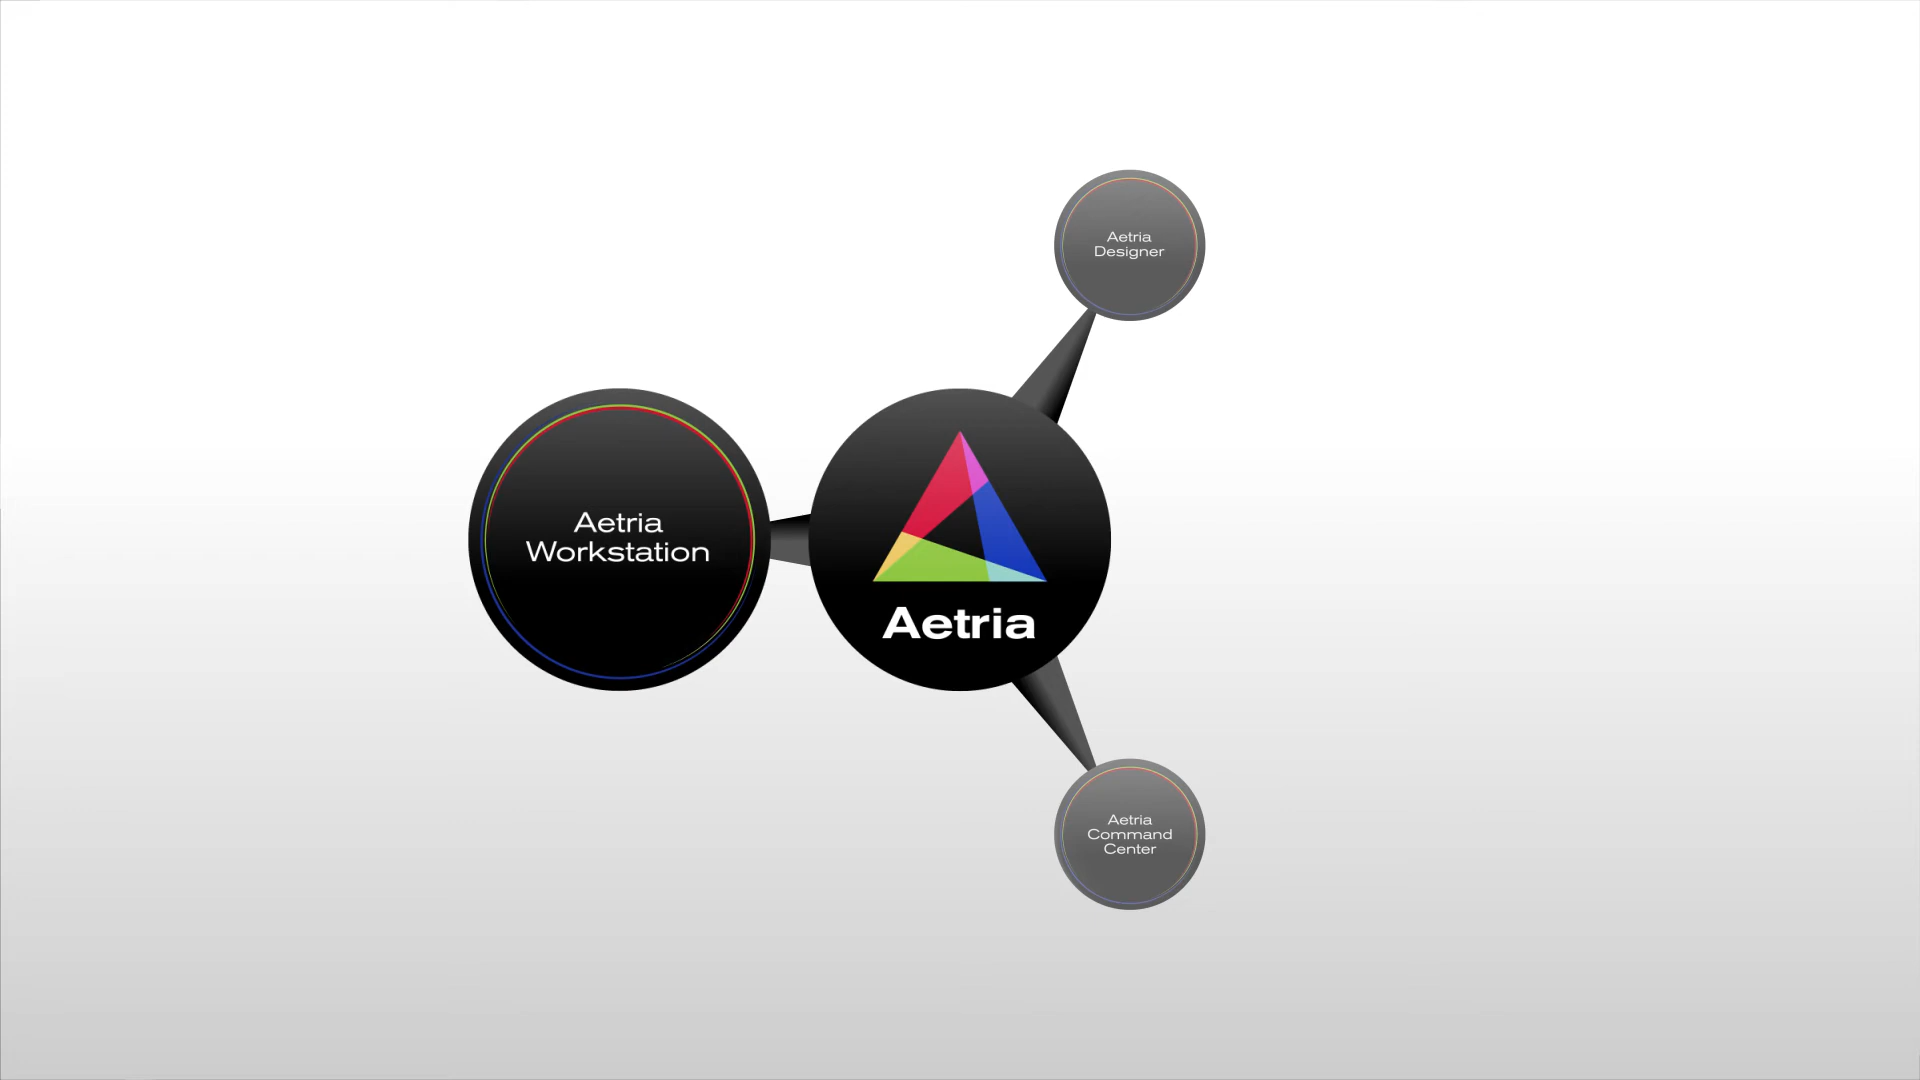 Aetria
Designer
Aetria
Workstation
Aetria
Aetria
Command
Center